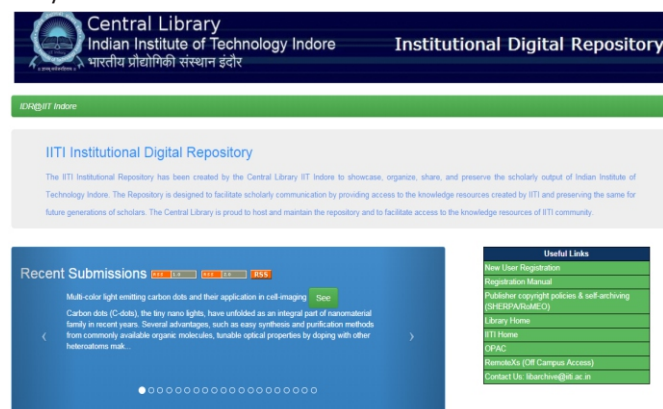 Central Library
Indian Institute of Technology Indore
भारतीय प्रौद्योगिकी संस्थान इंदौर
Institutional Digital Repository
IDR@IIT Indore
IITI Institutional Digital Repository
The IITI Institutional Repository has been created by the Central Library IIT Indore to showcase, organize, share, and preserve the scholarly output of Indian Institute of
Technology Indore. The Repository is designed to facilitate scholarly communication by providing access to the knowledge resources created by IITI and preserving the same for
future generations of scholars. The Central Library is proud to host and maintain the repository and to facilitate access to the knowledge resources of IITI community.
Recent Submissions RSS 1.0 RSS 2.0 RSS
Multi-color light emitting carbon dots and their application in cell-imaging See
Carbon dots (C-dots), the tiny nano lights, have unfolded as an integral part of nanomaterial
family in recent years. Several advantages, such as easy synthesis and purification methods
from commonly available organic molecules, tunable optical properties by doping with other
heteroatoms mak...
Useful Links
New User Registration
Registration Manual
Publisher copyright policies & self-archiving
(SHERPA/RoMEO)
Library Home
IITI Home
OPAC
RemoteXs (Off Campus Access)
Contact Us: libarchive@iiti.ac.in